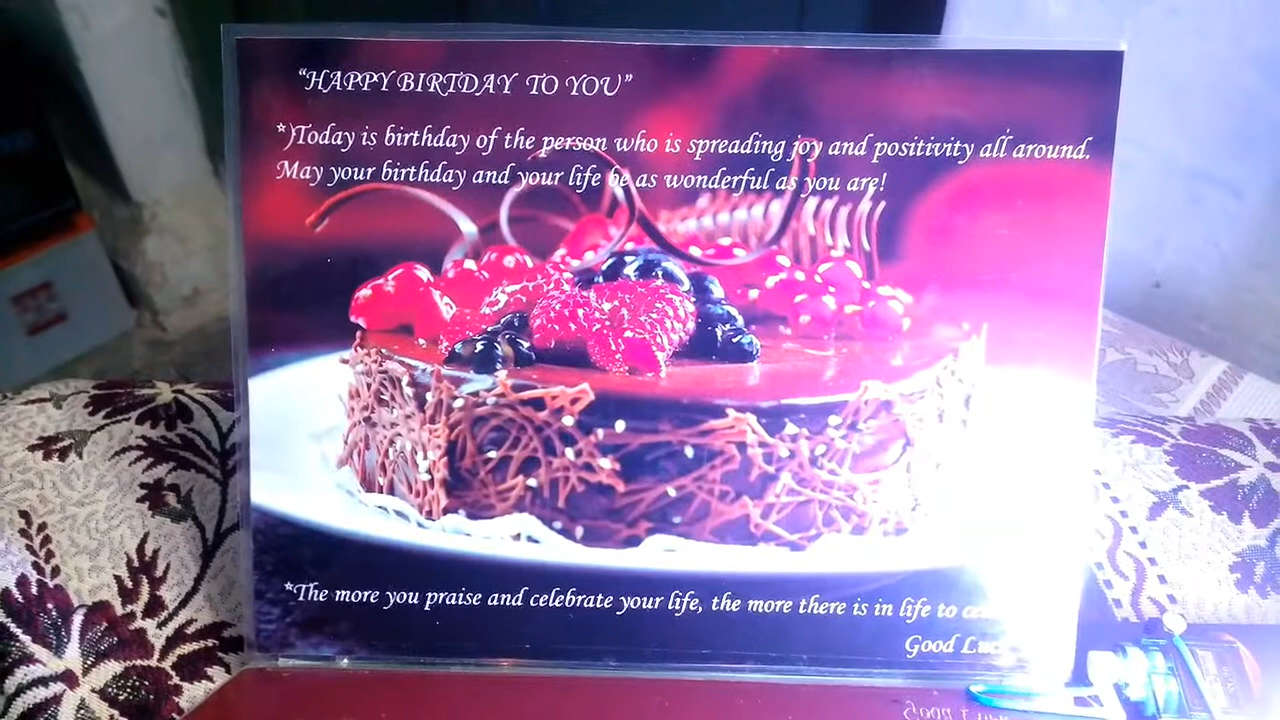 "HAPPY BIRTDAY TO YOU"
*)Today is birthday of the person who is spreading joy and positivity all around.
May your birthday and your life be as wonderful as you are!
*The more you praise and celebrate your life, the more there is in life to
Good